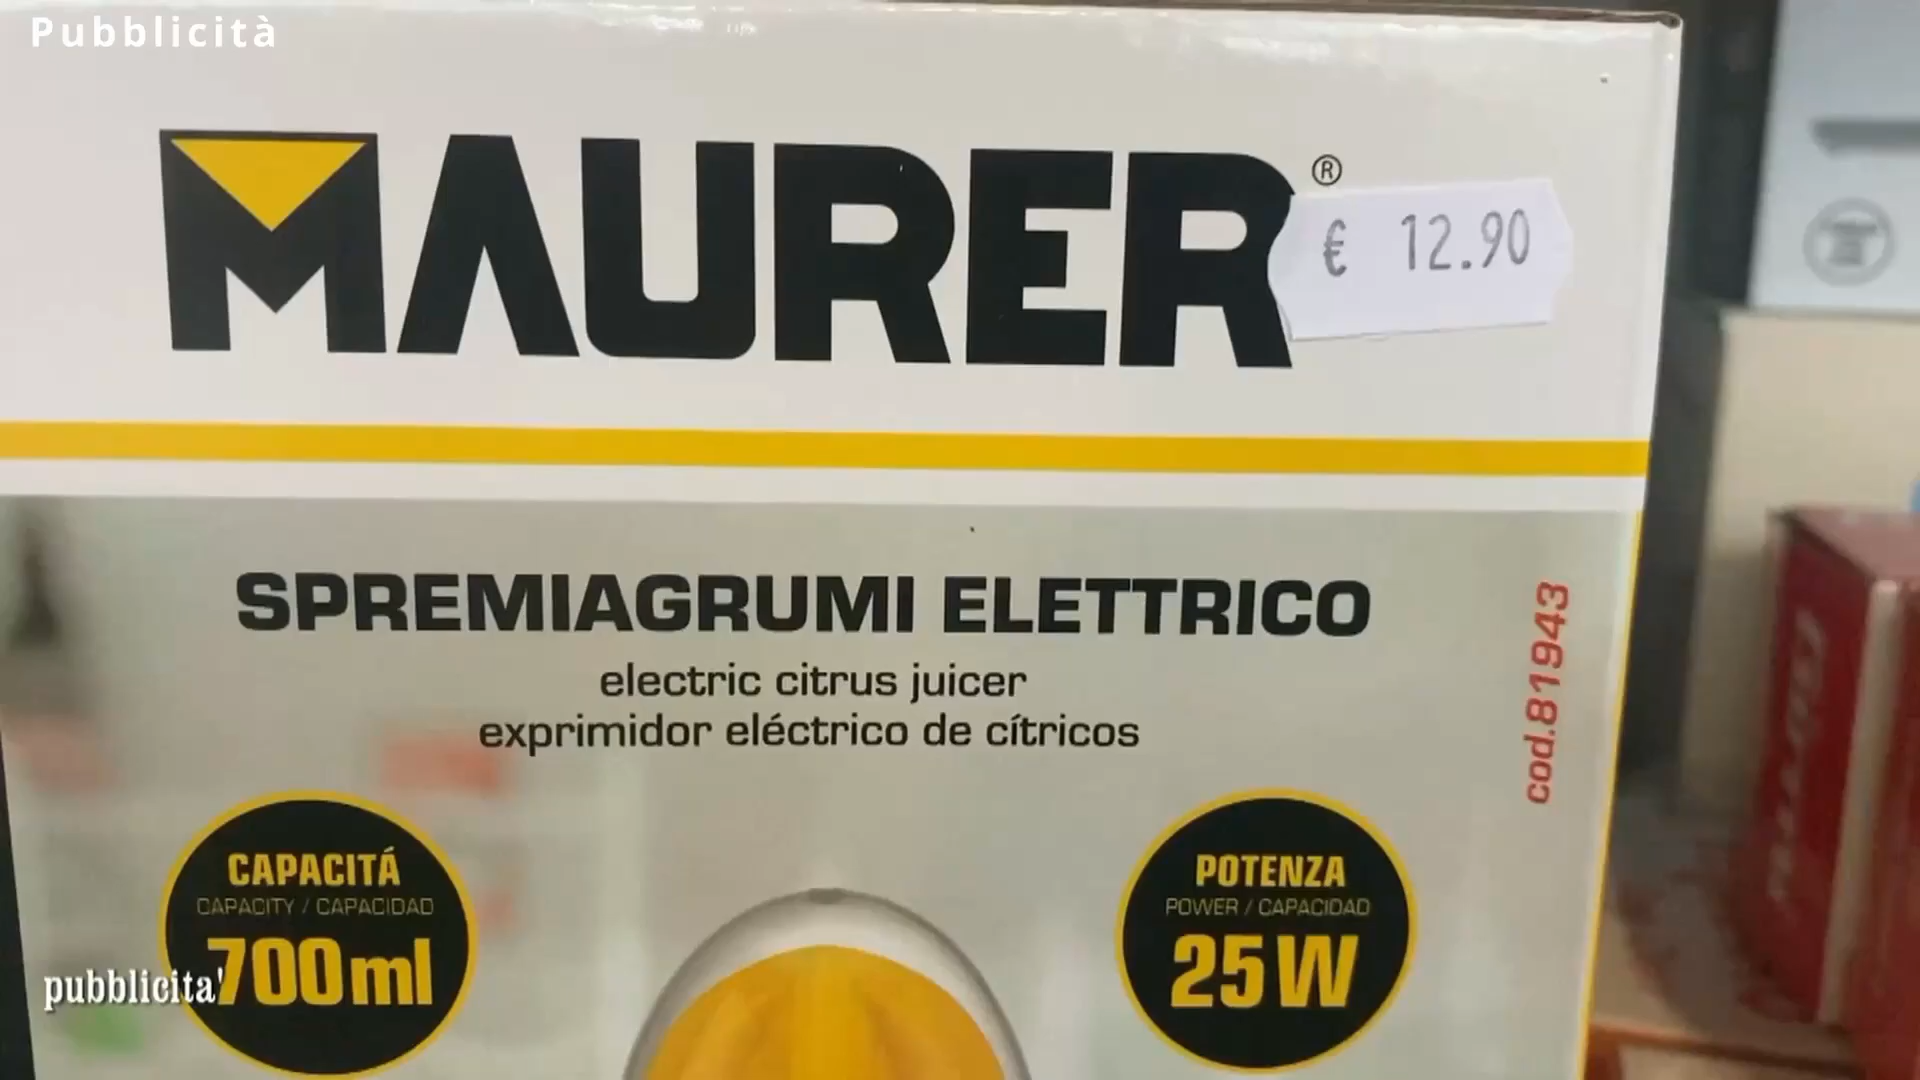 Pubblicità
MAURER®
€ 12.90
SPREMIAGRUMI ELETTRICO
electric citrus juicer
exprimidor eléctrico de cítricos
cod.81943
CAPACITÁ
CAPACITY / CAPACIDAD
700ml
POTENZA
POWER / CAPACIDAD
25W
pubblicita'